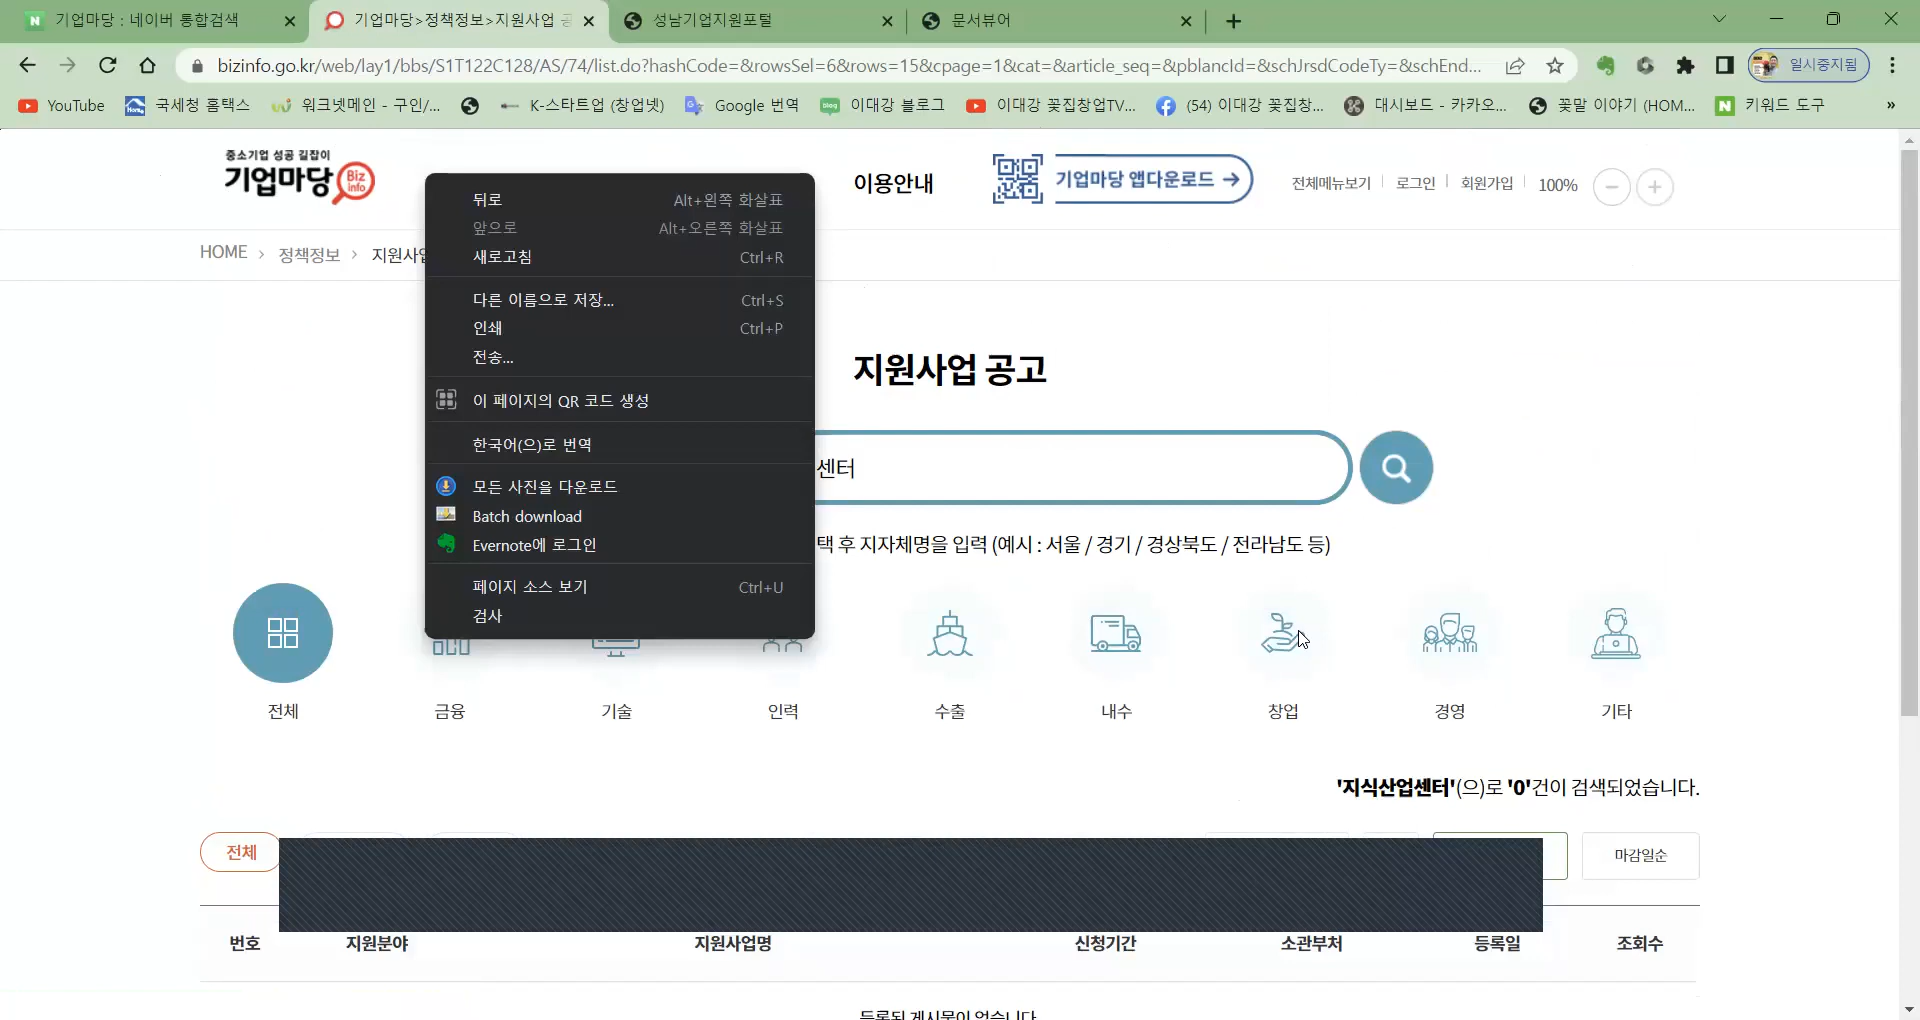 기업마당 : 네이버 통합검색
기업마당>정책정보>지원사업 공
성남기업지원포털
문서뷰어
bizinfo.go.kr/web/lay1/bbs/S1T122C128/AS/74/list.do?hashCode=&rowsSel=6&rows=15&cpage=1&cat=&article_seq=&pblancId=&schJrsdCodeTy=&schEnd...
일시중지됨
YouTube
국세청 홈택스
워크넷메인 - 구인/...
K-스타트업 (창업넷)
Google 번역
이대강 블로그
이대강 꽃집창업TV...
(54) 이대강 꽃집창...
대시보드 - 카카오...
꽃말 이야기 (HOM...
키워드 도구
»
중소기업 성공 길잡이
기업마당 Biz info
이용안내
기업마당 앱다운로드
전체메뉴보기
로그인
회원가입
100%
HOME > 정책정보 > 지원사업
뒤로 Alt+왼쪽 화살표
앞으로 Alt+오른쪽 화살표
새로고침 Ctrl+R
다른 이름으로 저장... Ctrl+S
인쇄 Ctrl+P
전송...
이 페이지의 QR 코드 생성
한국어(으)로 번역
모든 사진을 다운로드
Batch download
Evernote에 로그인
페이지 소스 보기 Ctrl+U
검사
지원사업 공고
센터
택 후 지자체명을 입력 (예시 : 서울 / 경기 / 경상북도 / 전라남도 등)
전체
금융
기술
인력
수출
내수
창업
경영
기타
'지식산업센터'(으)로 '0'건이 검색되었습니다.
전체
마감일순
번호
지원분야
지원사업명
신청기간
소관부처
등록일
조회수
등록된 게시물이 없습니다